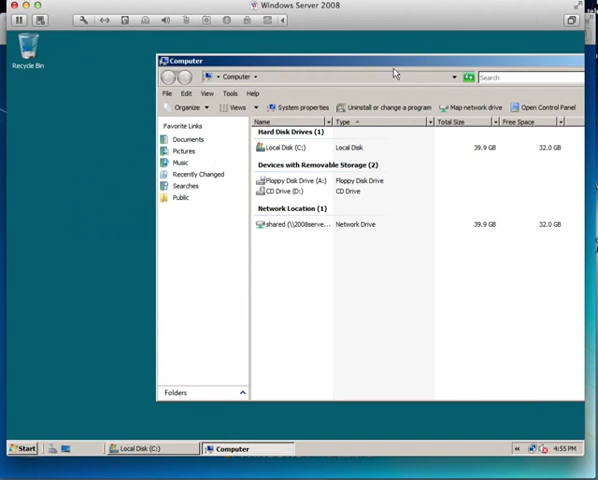 Windows Server 2008
Recycle Bin
Computer
Computer
Search
File Edit View Tools Help
Organize Views System properties Uninstall or change a program Map network drive Open Control Panel
Favorite Links
Documents
Pictures
Music
Recently Changed
Searches
Public
Folders
Name Type Total Size Free Space
Hard Disk Drives (1)
Local Disk (C:) Local Disk 39.9 GB 32.0 GB
Devices with Removable Storage (2)
Floppy Disk Drive (A:) Floppy Disk Drive
CD Drive (D:) CD Drive
Network Location (1)
shared (\\2008serve... Network Drive 39.9 GB 32.0 GB
Start Local Disk (C:) Computer 4:55 PM